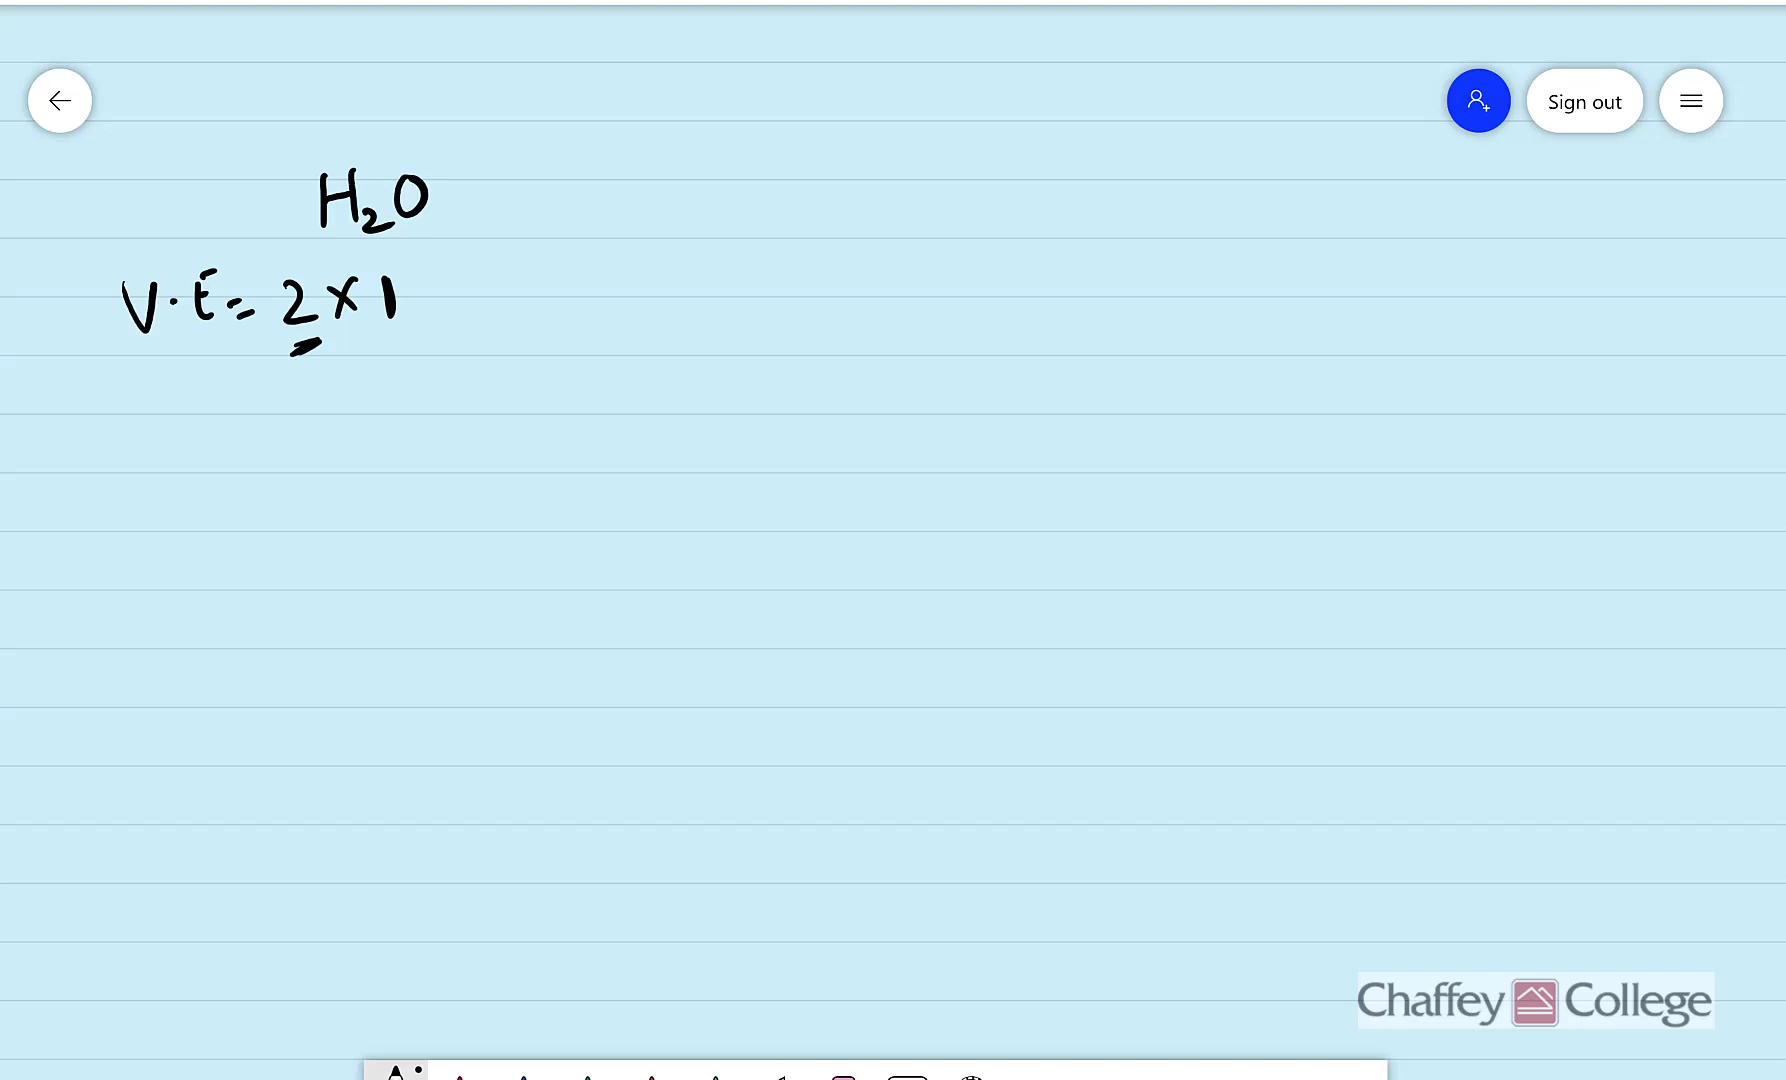 Sign out
H₂O
V.E = 2 x 1
Chaffey College